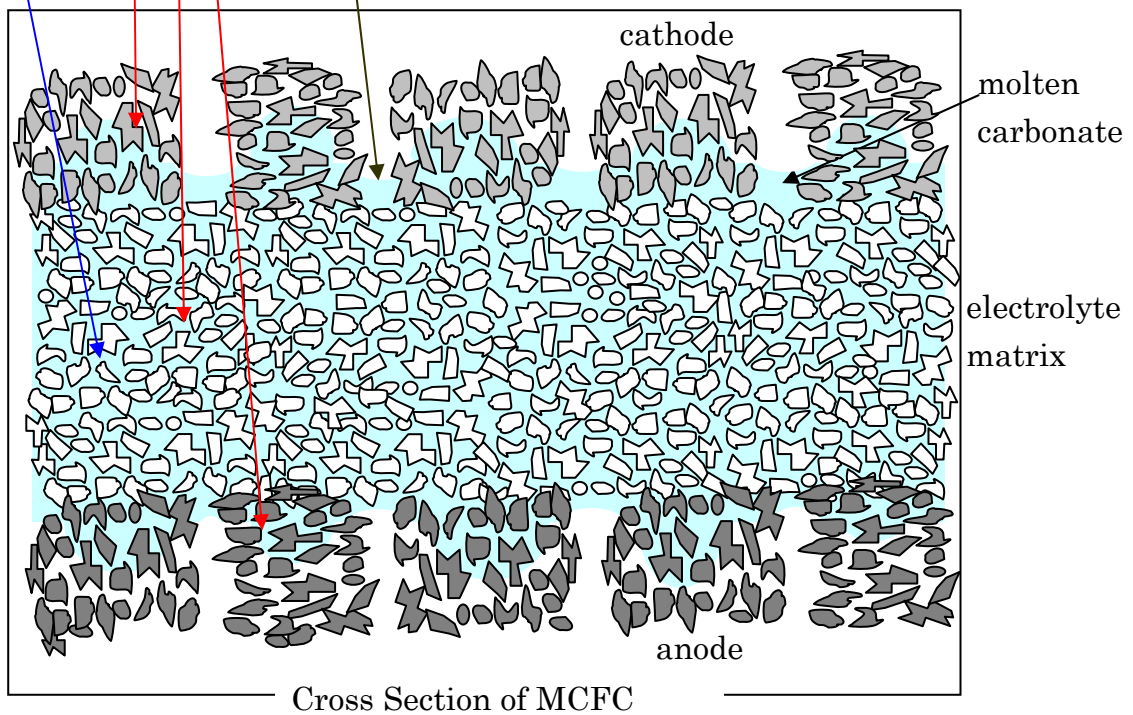 cathode
molten
carbonate
electrolyte
matrix
anode
Cross Section of MCFC